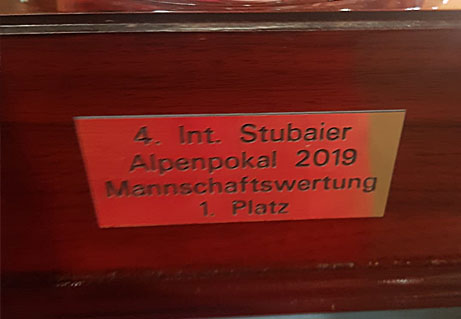 4. Int. Stubaier
Alpenpokal 2019
Mannschaftswertung
1. Platz